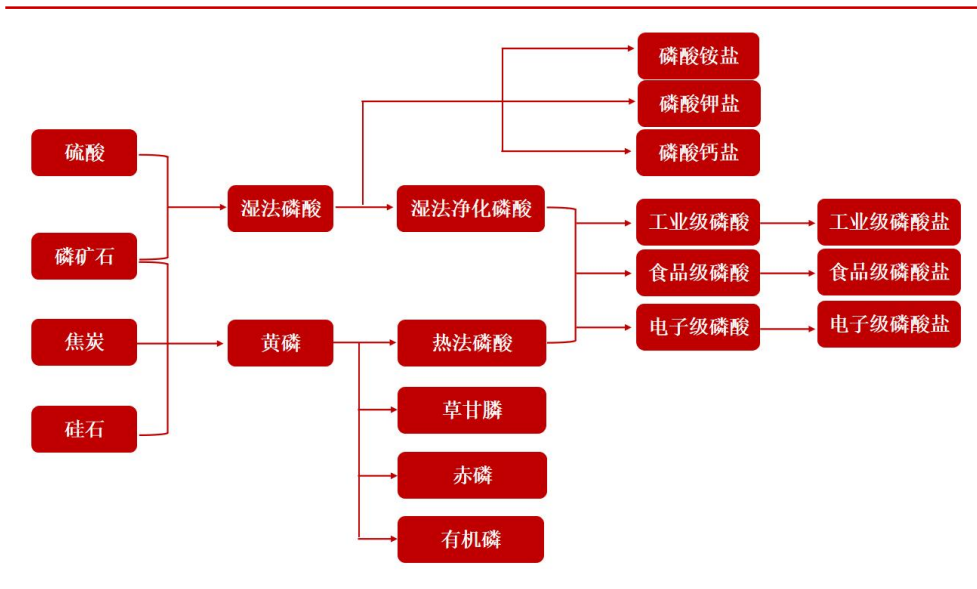 硫酸
磷矿石
焦炭
硅石
湿法磷酸
黄磷
湿法净化磷酸
热法磷酸
草甘膦
赤磷
有机磷
磷酸铵盐
磷酸钾盐
磷酸钙盐
工业级磷酸
食品级磷酸
电子级磷酸
工业级磷酸盐
食品级磷酸盐
电子级磷酸盐